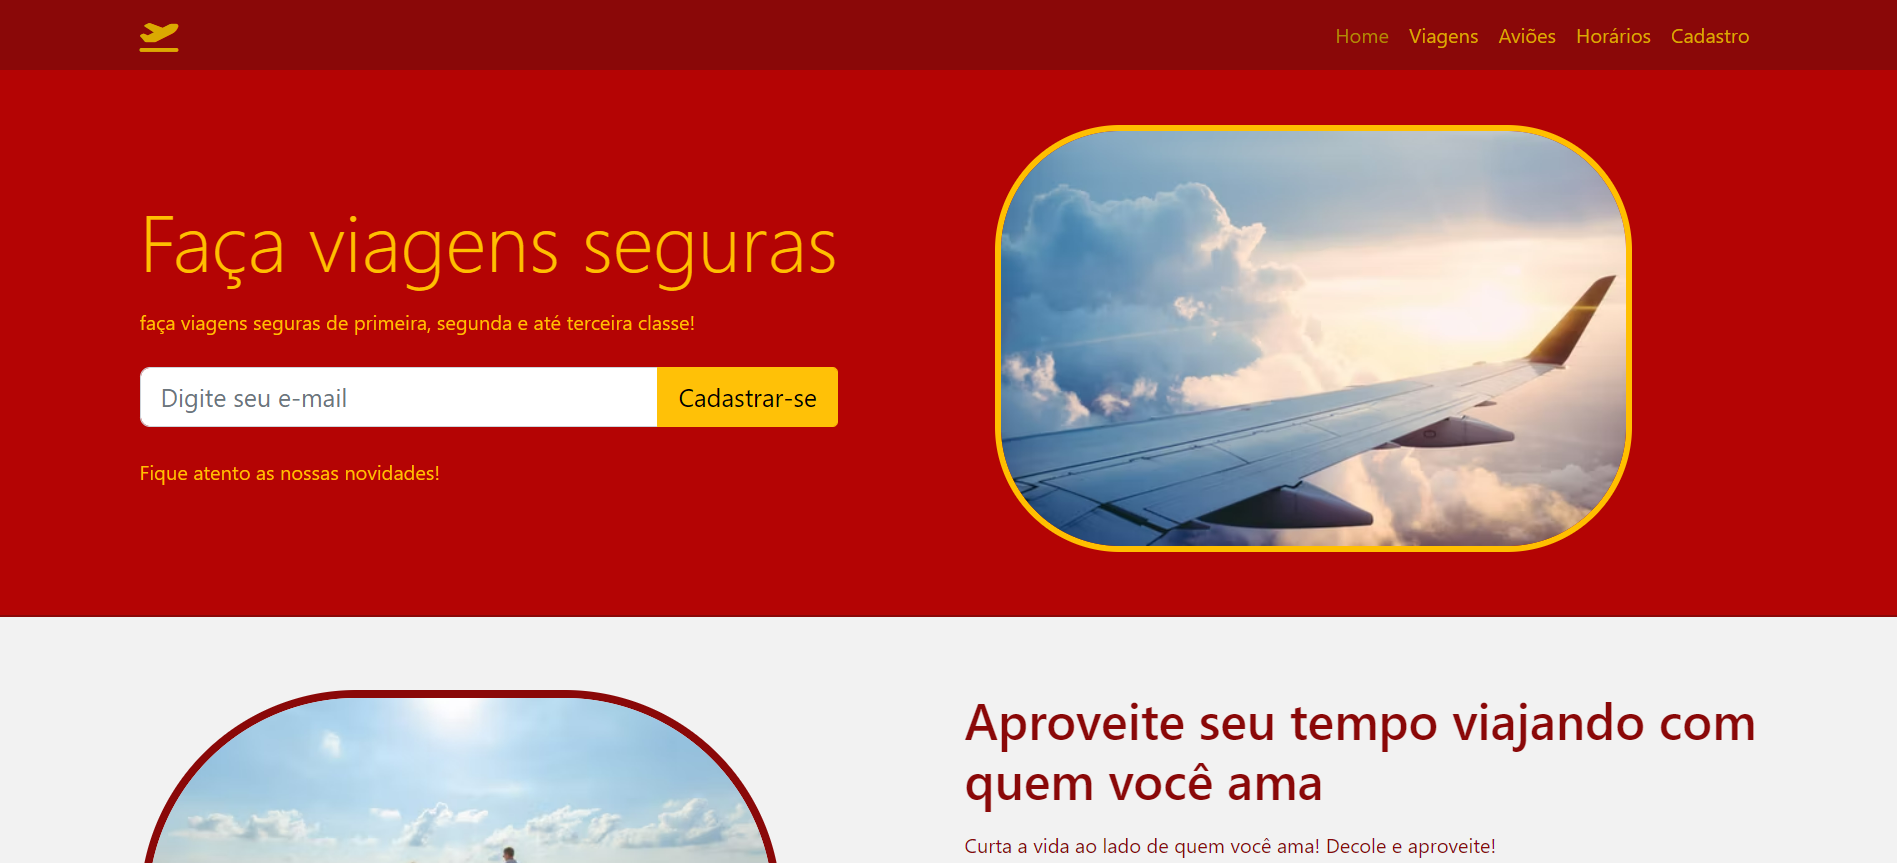 Home Viagens Aviões Horários Cadastro
Faça viagens seguras
faça viagens seguras de primeira, segunda e até terceira classe!
Digite seu e-mail Cadastrar-se
Fique atento as nossas novidades!
Aproveite seu tempo viajando com
quem você ama
Curta a vida ao lado de quem você ama! Decole e aproveite!